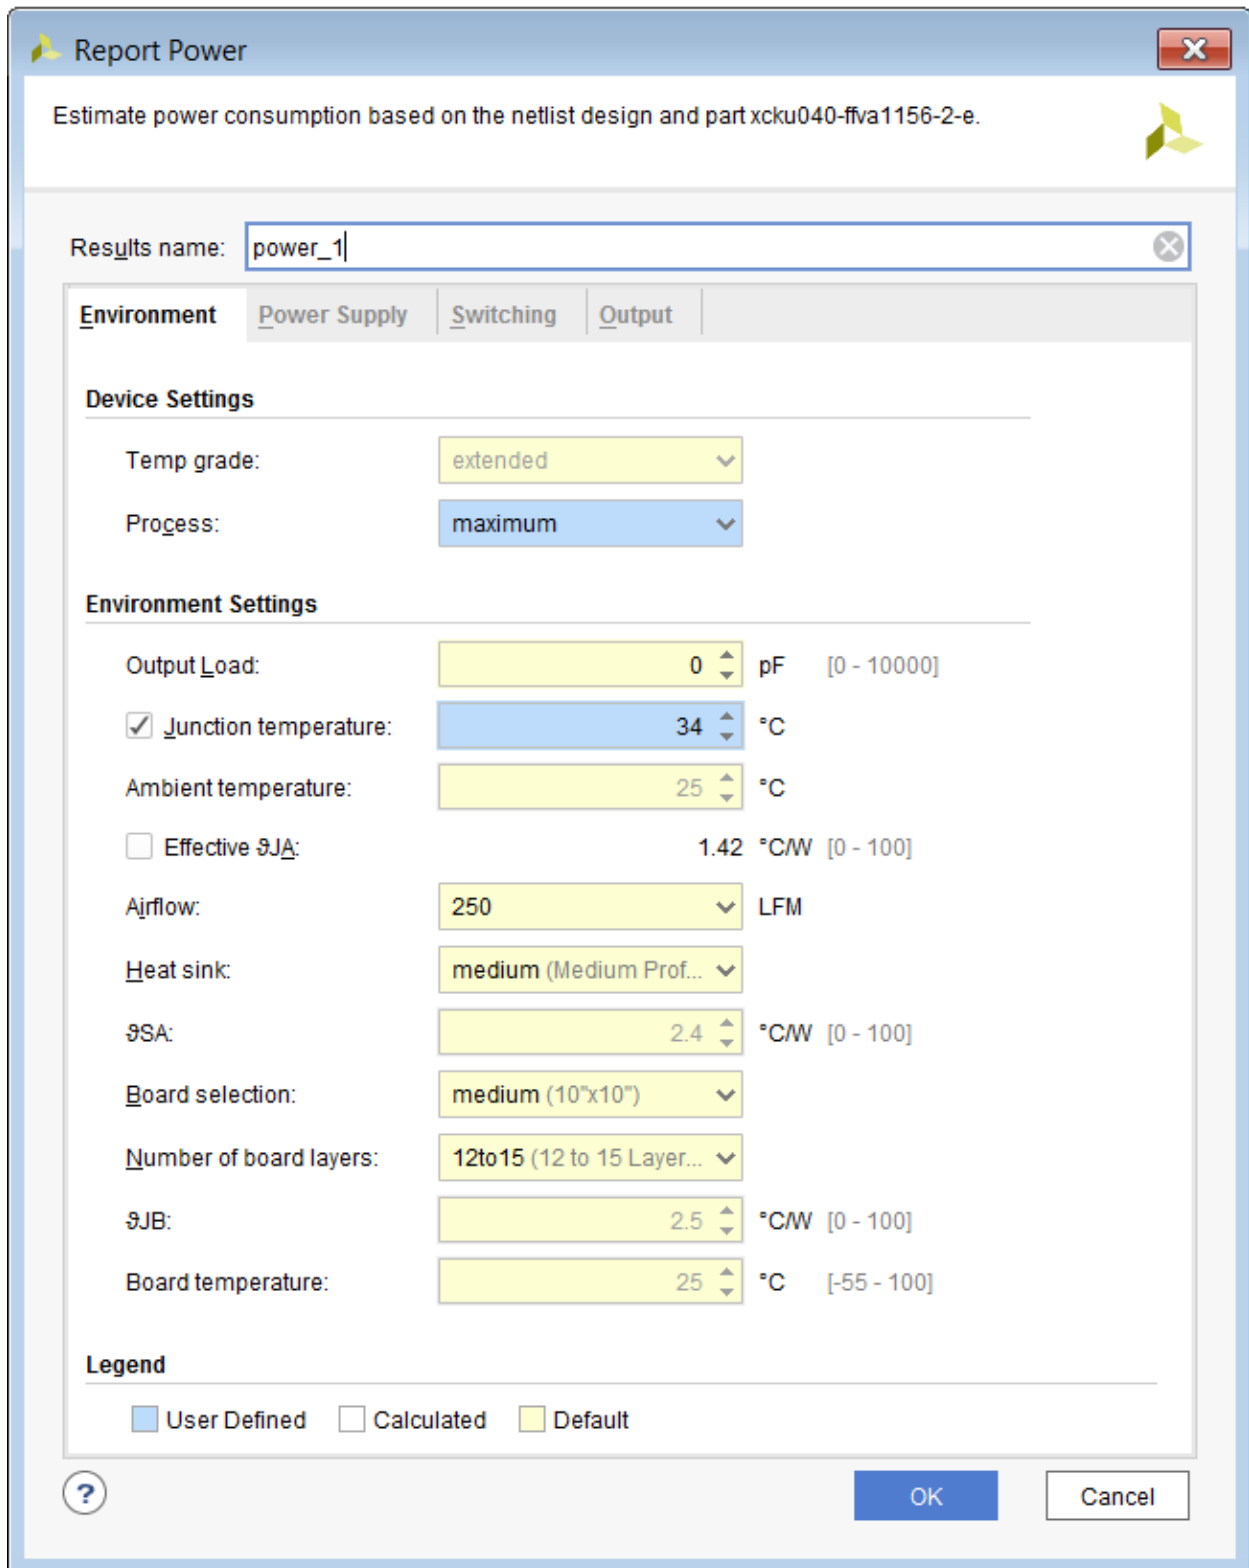 Report Power
Estimate power consumption based on the netlist design and part xcku040-ffva1156-2-e.
Results name: power_1
Environment Power Supply Switching Output
Device Settings
Temp grade: extended
Process: maximum
Environment Settings
Output Load: 0 pF [0 - 10000]
Junction temperature: 34 °C
Ambient temperature: 25 °C
Effective ϑJA: 1.42 °C/W [0 - 100]
Airflow: 250 LFM
Heat sink: medium (Medium Prof...
ϑSA: 2.4 °C/W [0 - 100]
Board selection: medium (10"x10")
Number of board layers: 12to15 (12 to 15 Layer...
ϑJB: 2.5 °C/W [0 - 100]
Board temperature: 25 °C [-55 - 100]
Legend
User Defined Calculated Default
? OK Cancel